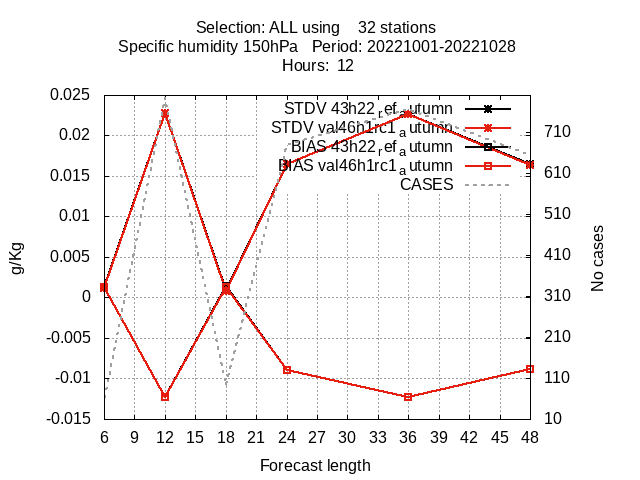 Selection: ALL using 32 stations
Specific humidity 150hPa Period: 20221001-20221028
Hours: 12
STDV 43h22_ref_autumn
STDV val46h1rc1_autumn
BIAS 43h22_ref_autumn
BIAS val46h1rc1_autumn
CASES
g/Kg
0.025
0.02
0.015
0.01
0.005
0
-0.005
-0.01
-0.015
710
610
510
410
310
210
110
10
No cases
6 9 12 15 18 21 24 27 30 33 36 39 42 45 48
Forecast length